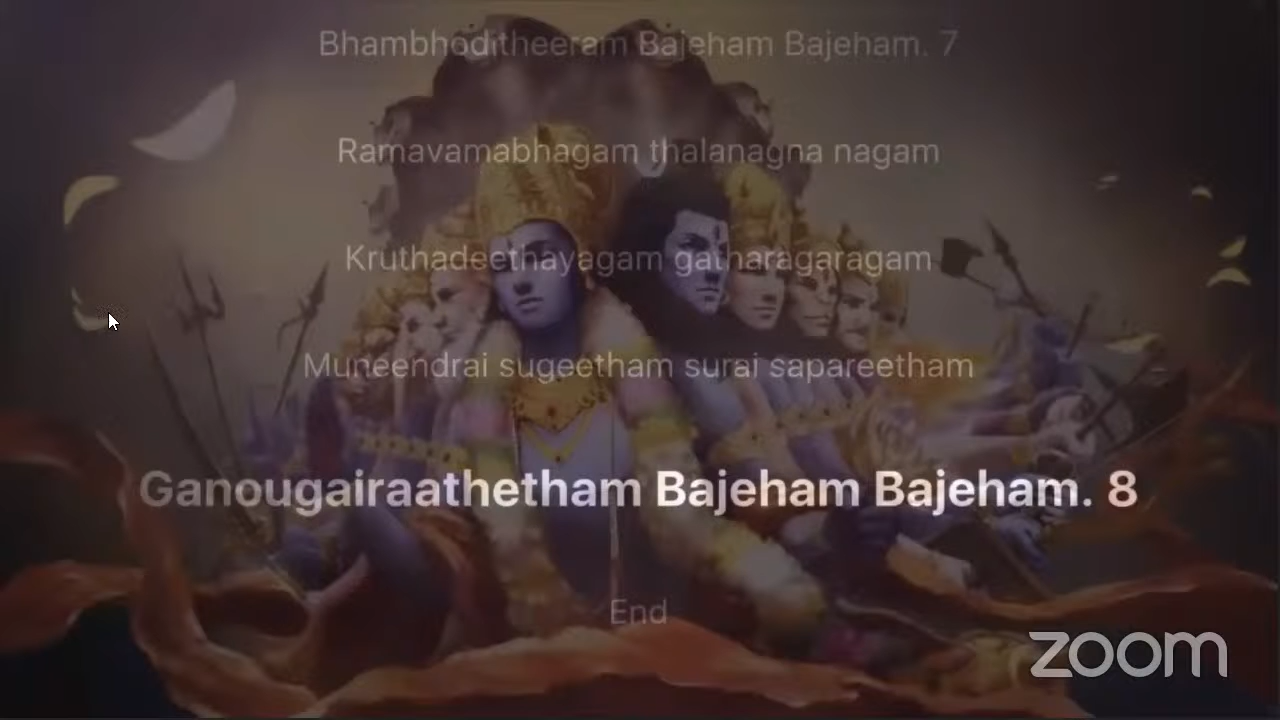 Bhambhoditheeram Bajeham Bajeham. 7
Ramavamabhagam thalanagna nagam
Kruthadeethayagam gatharagaragam
Muneendrai sugeetham surai sapareetham
Ganougairaathetham Bajeham Bajeham. 8
End
zoom